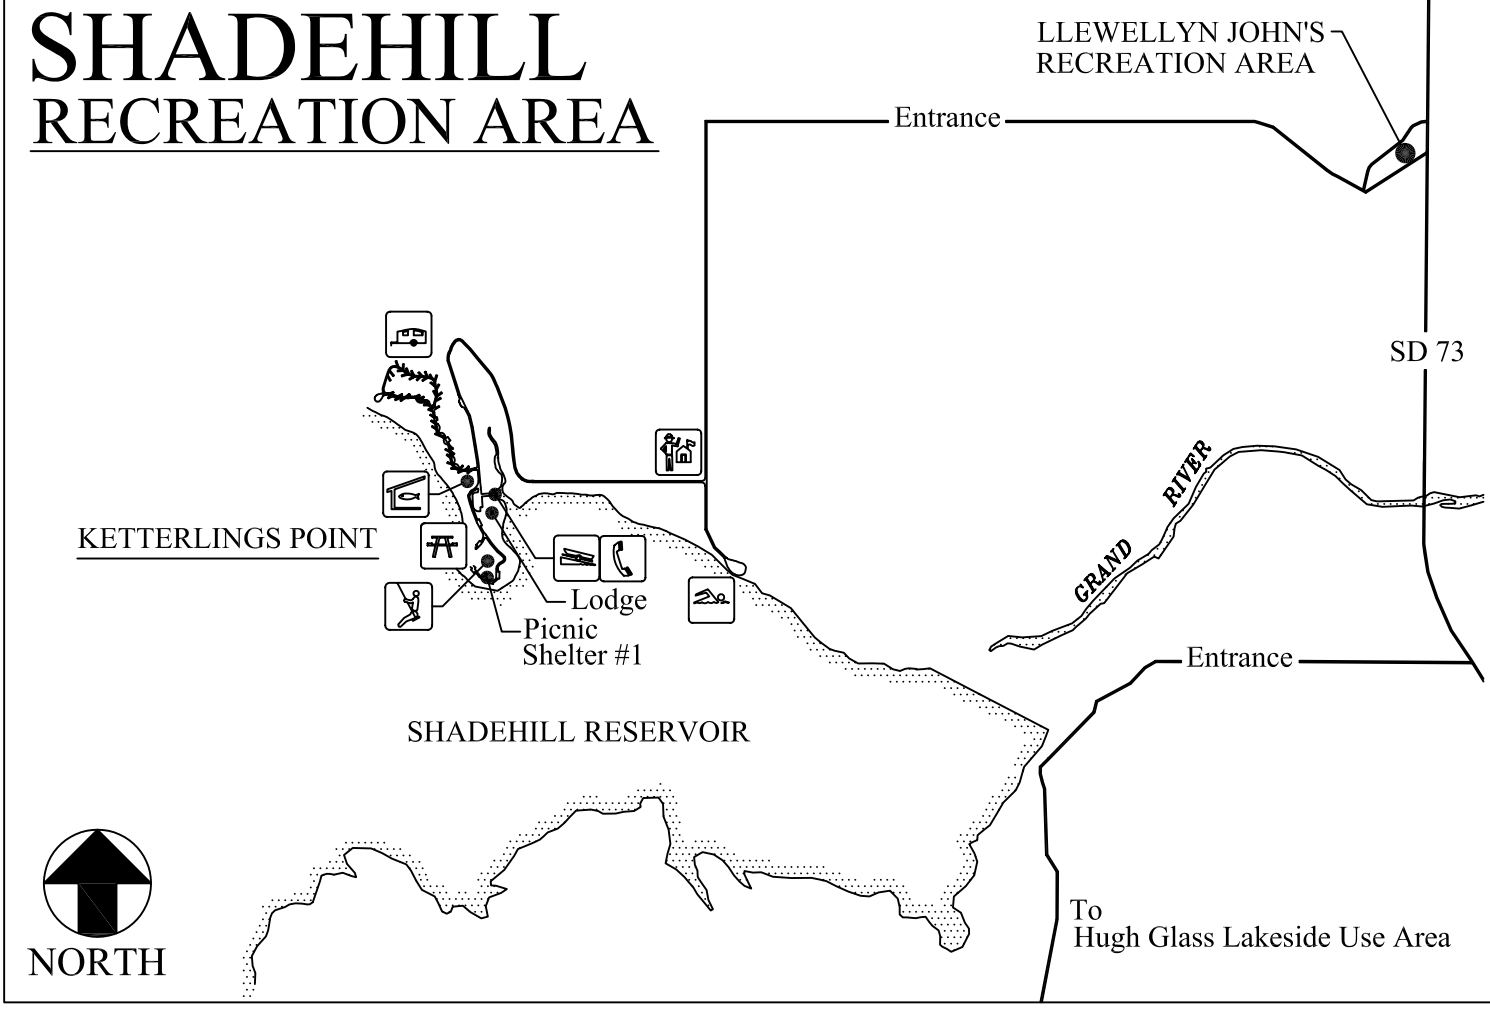 SHADEHILL
RECREATION AREA
LLEWELLYN JOHN'S
RECREATION AREA
Entrance
SD 73
GRAND RIVER
KETTERLINGS POINT
Lodge
Picnic
Shelter #1
Entrance
SHADEHILL RESERVOIR
To
Hugh Glass Lakeside Use Area
NORTH